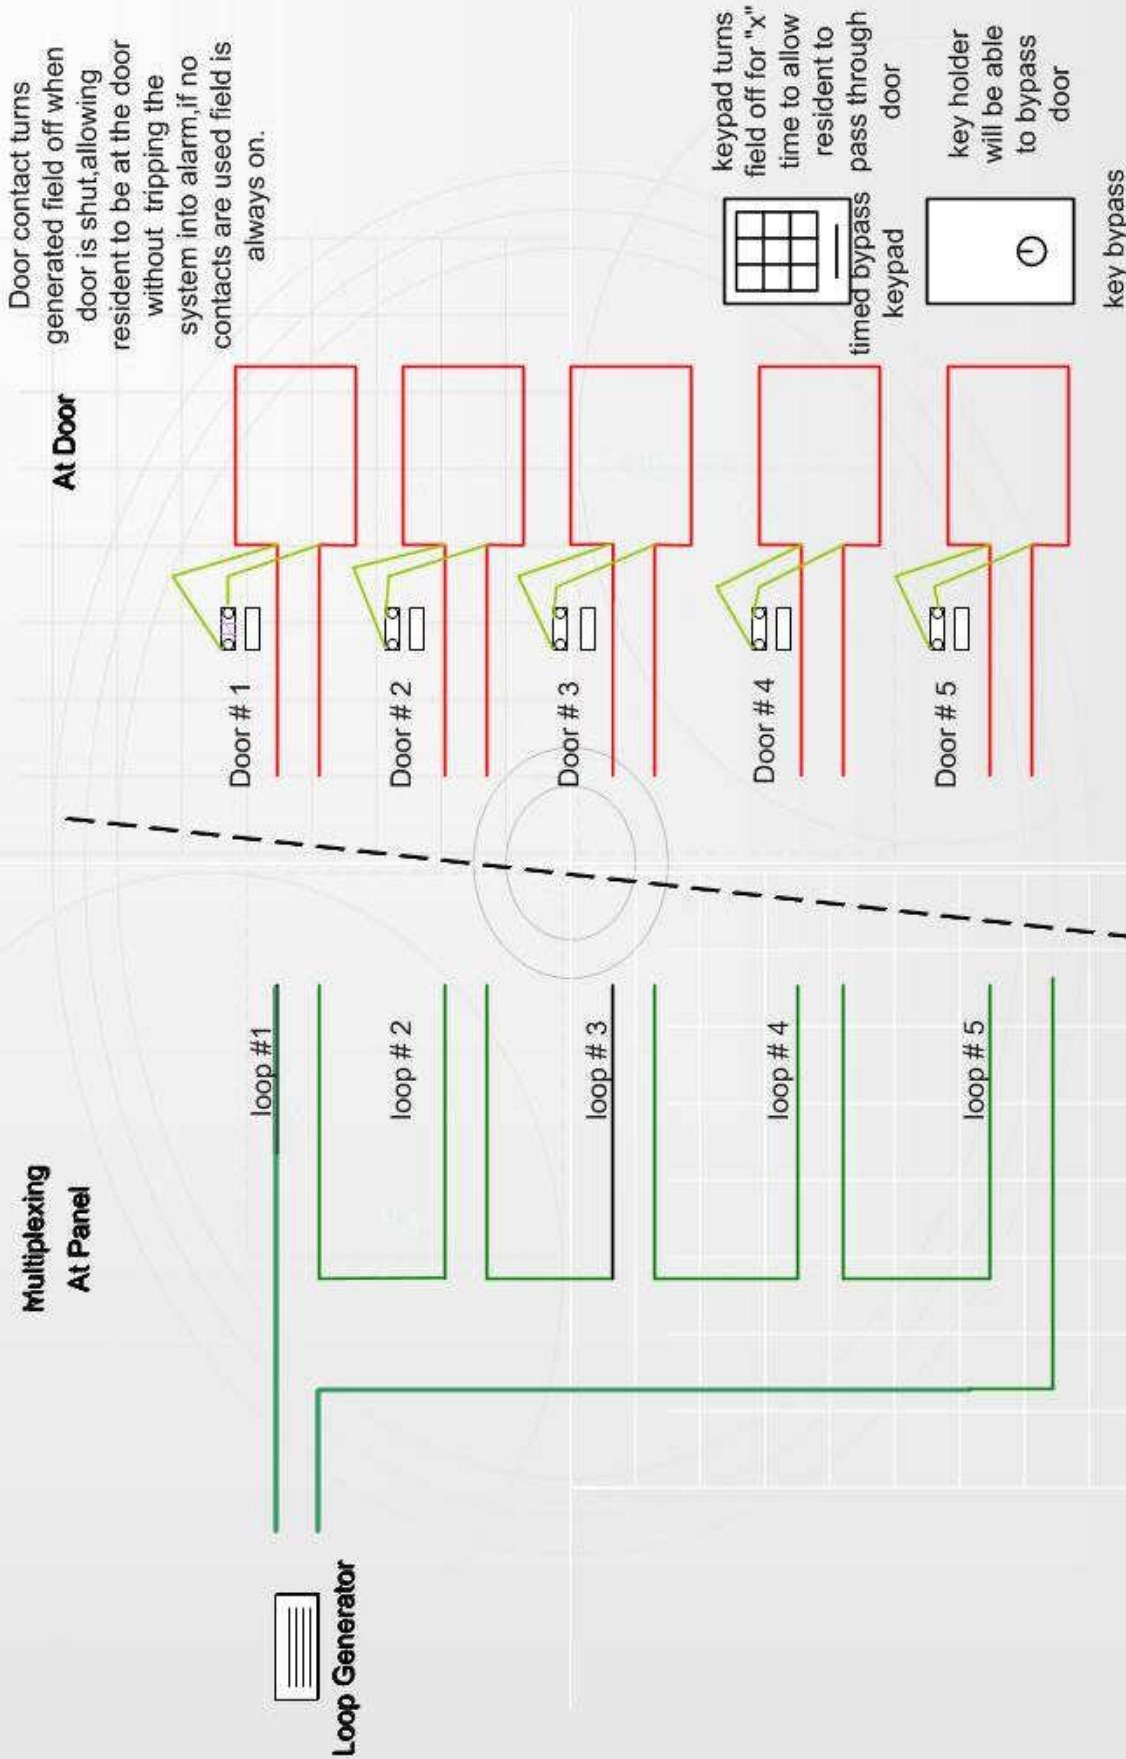 Multiplexing
At Panel
At Door
Door contact turns
generated field off when
door is shut,allowing
resident to be at the door
without tripping the
system into alarm,if no
contacts are used field is
always on.
loop #1
Door # 1
loop # 2
Door # 2
loop # 3
Door # 3
loop # 4
Door # 4
loop # 5
Door # 5
Loop Generator
keypad turns
field off for "x"
time to allow
resident to
pass through
door
timed bypass
keypad
key holder
will be able
to bypass
door
key bypass